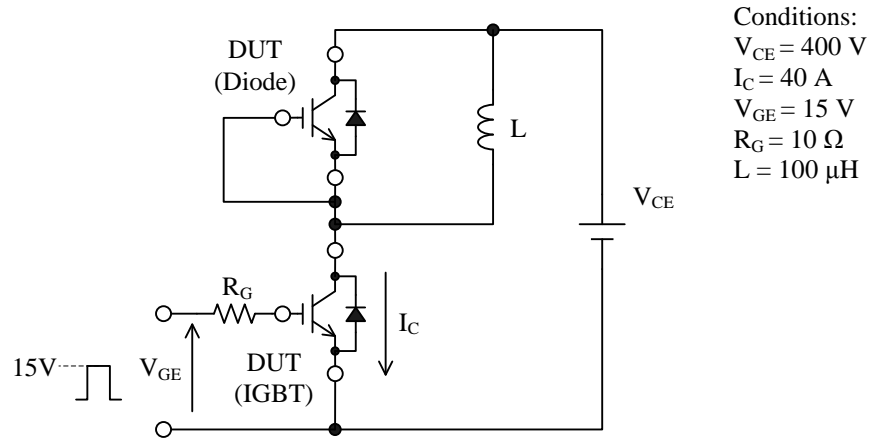 Conditions:
V_CE = 400 V
I_C = 40 A
V_GE = 15 V
R_G = 10 Ω
L = 100 μH
DUT
(Diode)
L
V_CE
R_G
I_C
15V
V_GE
DUT
(IGBT)